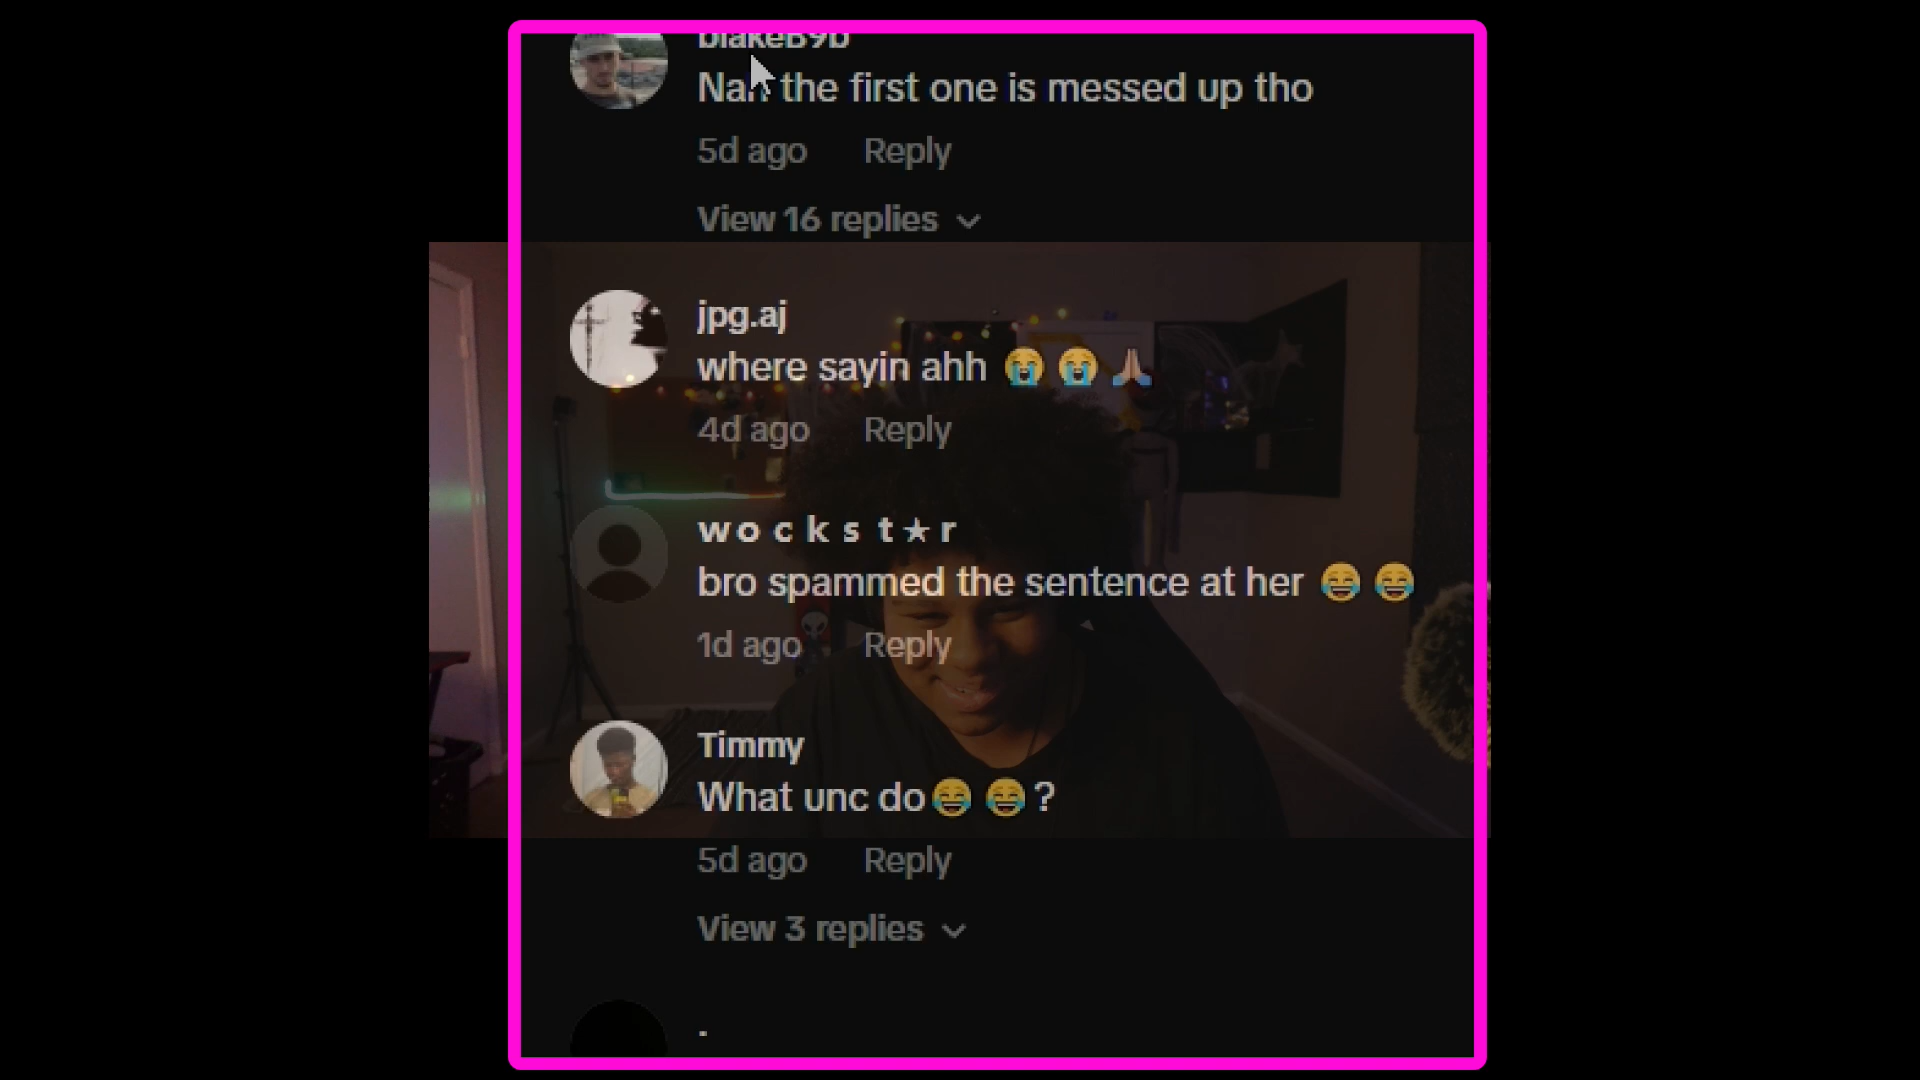 blakeB9b
Nah the first one is messed up tho
5d ago Reply
View 16 replies
jpg.aj
where sayin ahh 😭😭🙏🏼
4d ago Reply
w o c k s t★r
bro spammed the sentence at her 😂😂
1d ago Reply
Timmy
What unc do😂😂?
5d ago Reply
View 3 replies
.